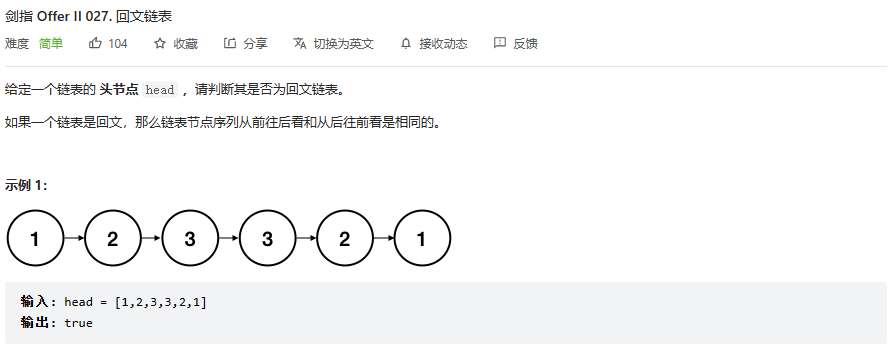 剑指 Offer II 027. 回文链表
难度 简单 104 收藏 分享 切换为英文 接收动态 反馈
给定一个链表的 头节点 head ，请判断其是否为回文链表。
如果一个链表是回文，那么链表节点序列从前往后看和从后往前看是相同的。
示例 1：
1 2 3 3 2 1
输入: head = [1,2,3,3,2,1]
输出: true